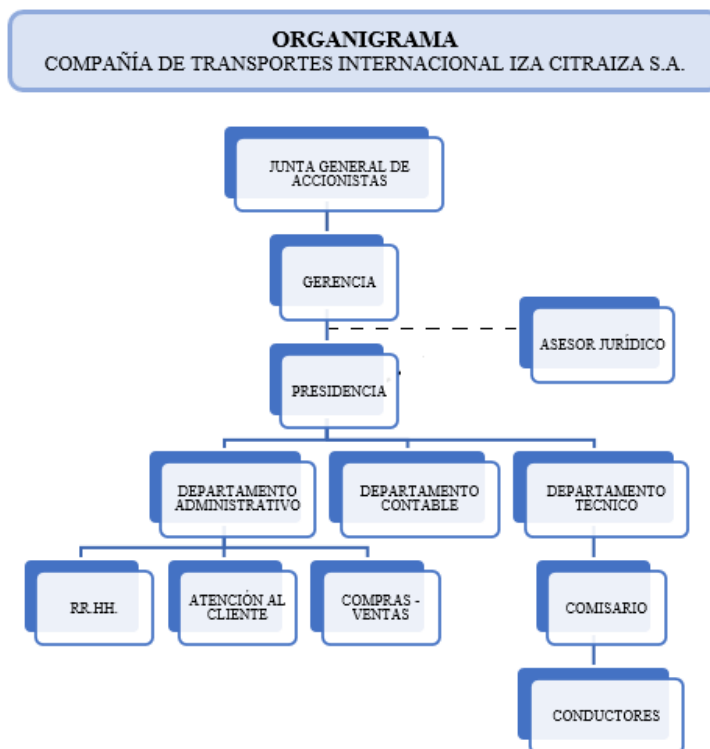 ORGANIGRAMA
COMPAÑÍA DE TRANSPORTES INTERNACIONAL IZA CITRAIZA S.A.
JUNTA GENERAL DE
ACCIONISTAS
GERENCIA
ASESOR JURÍDICO
PRESIDENCIA
DEPARTAMENTO
ADMINISTRATIVO
DEPARTAMENTO
CONTABLE
DEPARTAMENTO
TECNICO
RR.HH.
ATENCIÓN AL
CLIENTE
COMPRAS -
VENTAS
COMISARIO
CONDUCTORES